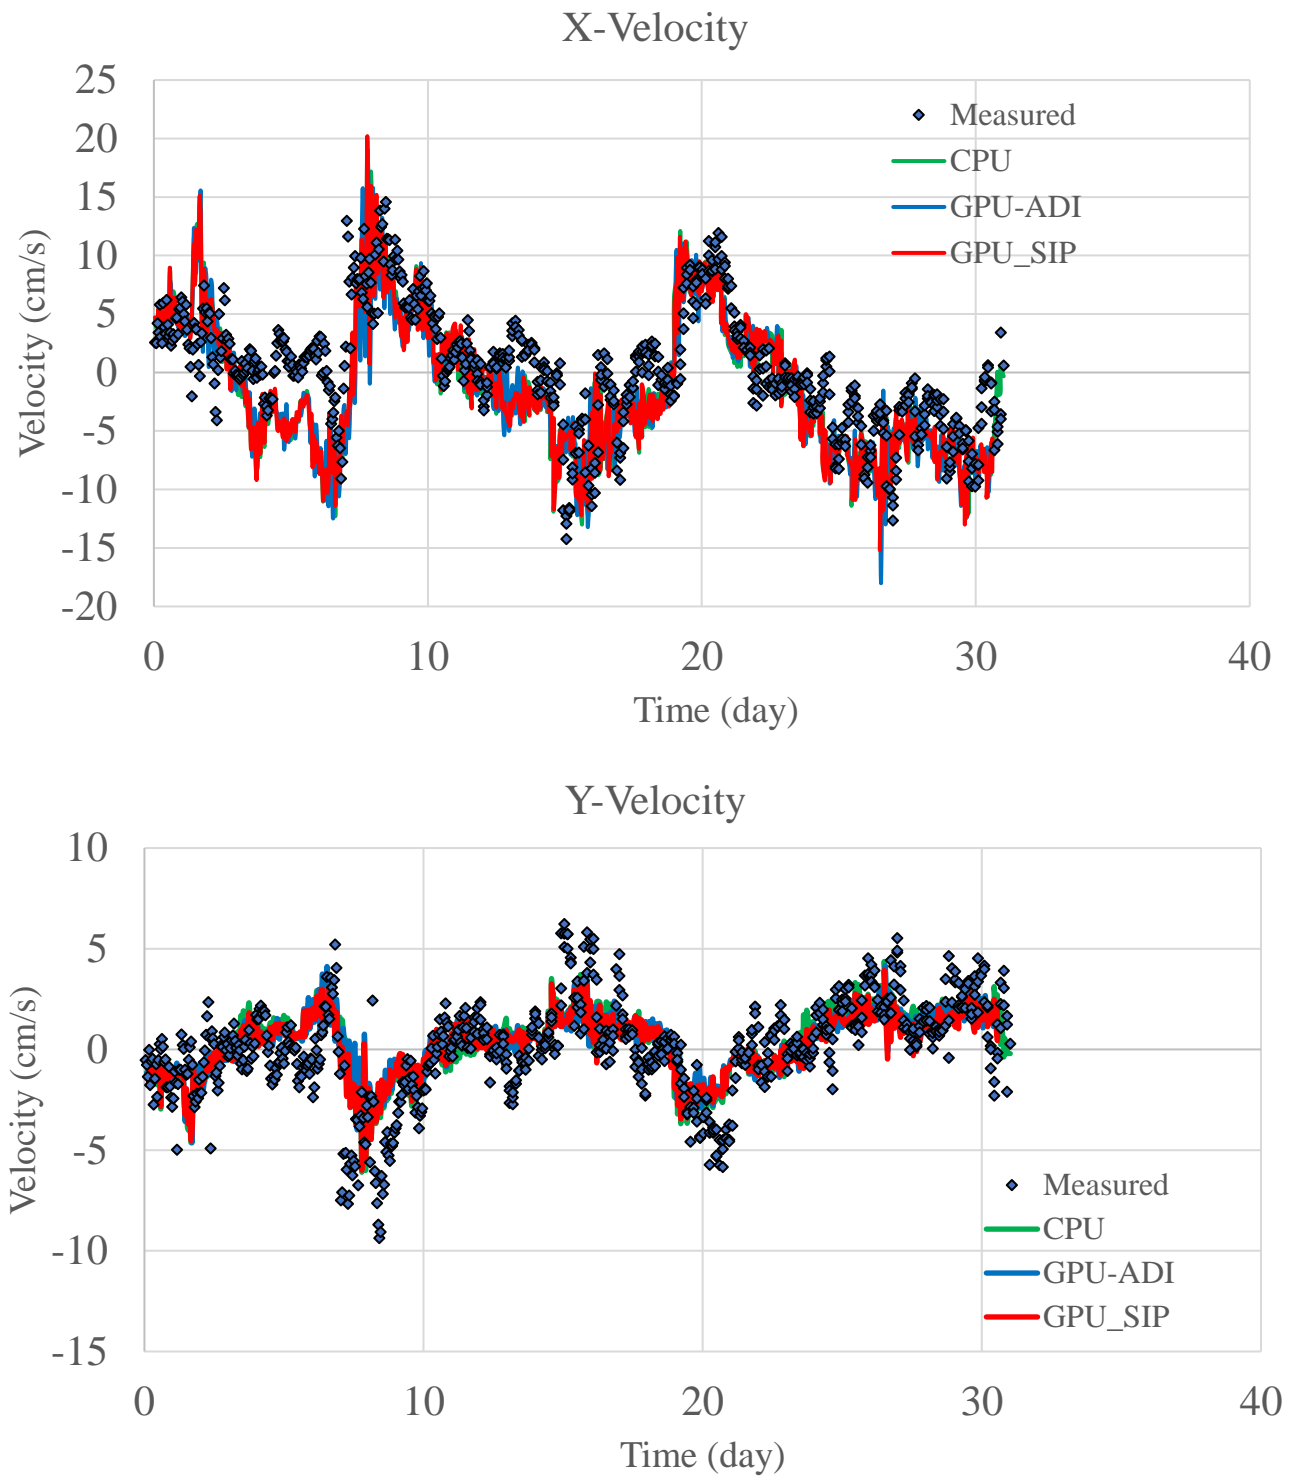 X-Velocity
25
20
15
10
5
0
-5
-10
-15
-20
Velocity (cm/s)
Measured
CPU
GPU-ADI
GPU_SIP
0 10 20 30 40
Time (day)
Y-Velocity
10
5
0
-5
-10
-15
Velocity (cm/s)
Measured
CPU
GPU-ADI
GPU_SIP
0 10 20 30 40
Time (day)